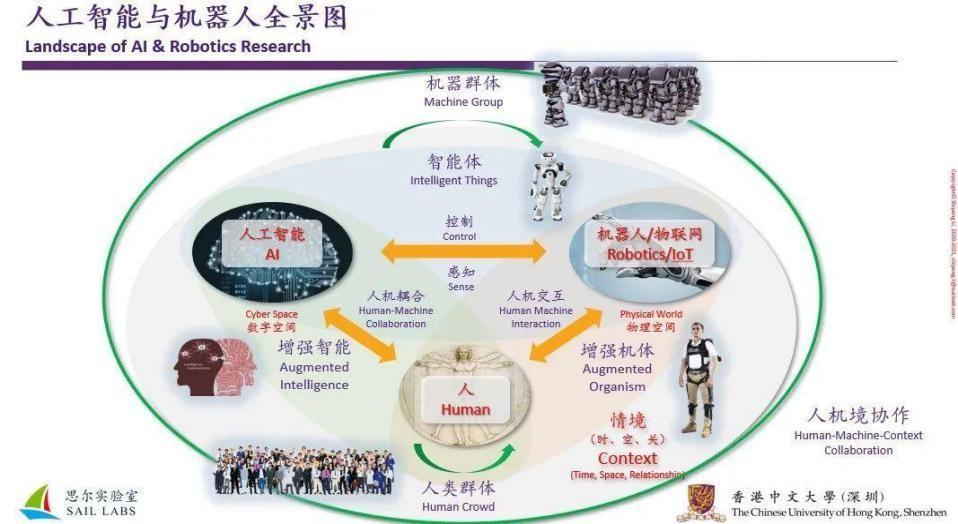 人工智能与机器人全景图
Landscape of AI & Robotics Research
机器群体
Machine Group
智能体
Intelligent Things
控制
Control
人工智能
AI
机器人/物联网
Robotics/IoT
感知
Sense
人机耦合
Human-Machine
Collaboration
人机交互
Human Machine
Interaction
Cyber Space
数字空间
Physical World
物理空间
增强智能
Augmented
Intelligence
增强机体
Augmented
Organism
人
Human
情境
(时、空、关)
Context
(Time, Space, Relationship)
人机境协作
Human-Machine-Context
Collaboration
人类群体
Human Crowd
思尔实验室
SAIL LABS
香港中文大學(深圳)
The Chinese University of Hong Kong, Shenzhen